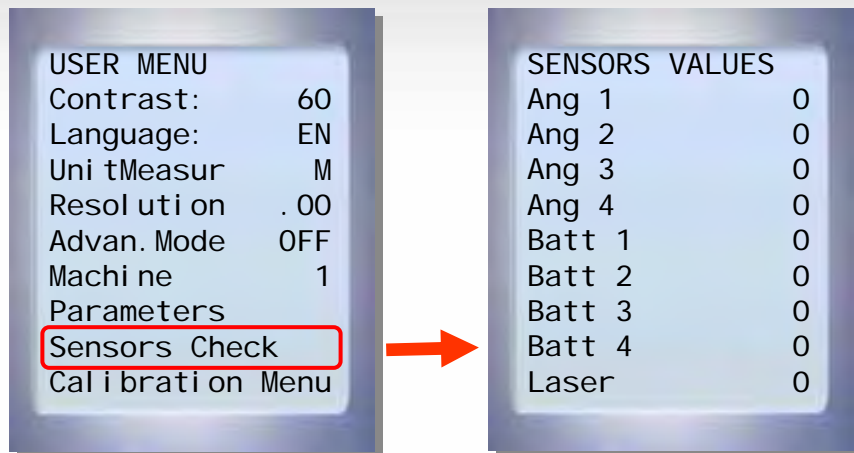 USER MENU
Contrast: 60
Language: EN
UnitMeasur M
Resolution .00
Advan.Mode OFF
Machine 1
Parameters
Sensors Check
Calibration Menu
SENSORS VALUES
Ang 1 0
Ang 2 0
Ang 3 0
Ang 4 0
Batt 1 0
Batt 2 0
Batt 3 0
Batt 4 0
Laser 0